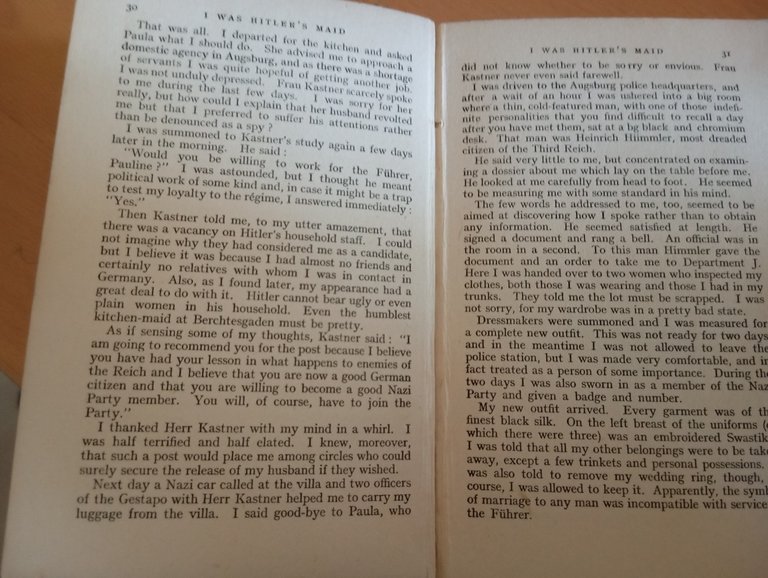 30
I WAS HITLER'S MAID
That was all. I departed for the kitchen and asked
Paula what I should do. She advised me to approach a
domestic agency in Augsburg, and as there was a shortage
of servants I was quite hopeful of getting another job.
I was not unduly depressed. Frau Kastner scarcely spoke
to me during the last few days. I was sorry for her
really, but how could I explain that her husband revolted
me but that I preferred to suffer his attentions rather
than be denounced as a spy?
I was summoned to Kastner's study again a few days
later in the morning. He said:
"Would you be willing to work for the Führer,
Pauline?" I was astounded, but I thought he meant
political work of some kind and, in case it might be a trap
to test my loyalty to the régime, I answered immediately:
"Yes."
Then Kastner told me, to my utter amazement, that
there was a vacancy on Hitler's household staff. I could
not imagine why they had considered me as a candidate,
but I believe it was because I had almost no friends and
certainly no relatives with whom I was in contact in
Germany. Also, as I found later, my appearance had a
great deal to do with it. Hitler cannot bear ugly or even
plain women in his household. Even the humblest
kitchen-maid at Berchtesgaden must be pretty.
As if sensing some of my thoughts, Kastner said: "I
am going to recommend you for the post because I believe
you have had your lesson in what happens to enemies of
the Reich and I believe that you are now a good German
citizen and that you are willing to become a good Nazi
Party member. You will, of course, have to join the
Party."
I thanked Herr Kastner with my mind in a whirl. I
was half terrified and half elated. I knew, moreover,
that such a post would place me among circles who could
surely secure the release of my husband if they wished.
Next day a Nazi car called at the villa and two officers
of the Gestapo with Herr Kastner helped me to carry my
luggage from the villa. I said good-bye to Paula, who
I WAS HITLER'S MAID
31
did not know whether to be sorry or envious. Frau
Kastner never even said farewell.
I was driven to the Augsburg police headquarters, and
after a wait of an hour I was ushered into a big room
where a thin, cold-featured man, with one of those indefi-
nite personalities that you find difficult to recall a day
after you have met them, sat at a bg black and chromium
desk. That man was Heinrich Himmler, most dreaded
citizen of the Third Reich.
He said very little to me, but concentrated on examin-
ing a dossier about me which lay on the table before me.
He looked at me carefully from head to foot. He seemed
to be measuring me with some standard in his mind.
The few words he addressed to me, too, seemed to be
aimed at discovering how I spoke rather than to obtain
any information. He seemed satisfied at length. He
signed a document and rang a bell. An official was in
the room in a second. To this man Himmler gave the
document and an order to take me to Department J.
Here I was handed over to two women who inspected my
clothes, both those I was wearing and those I had in my
trunks. They told me the lot must be scrapped. I was
not sorry, for my wardrobe was in a pretty bad state.
Dressmakers were summoned and I was measured for
a complete new outfit. This was not ready for two days
and in the meantime I was not allowed to leave the
police station, but I was made very comfortable, and in
fact treated as a person of some importance. During the
two days I was also sworn in as a member of the Naz
Party and given a badge and number.
My new outfit arrived. Every garment was of th
finest black silk. On the left breast of the uniforms (
which there were three) was an embroidered Swastik
I was told that all my other belongings were to be take
away, except a few trinkets and personal possessions.
was also told to remove my wedding ring, though,
course, I was allowed to keep it. Apparently, the symb
of marriage to any man was incompatible with service
the Führer.